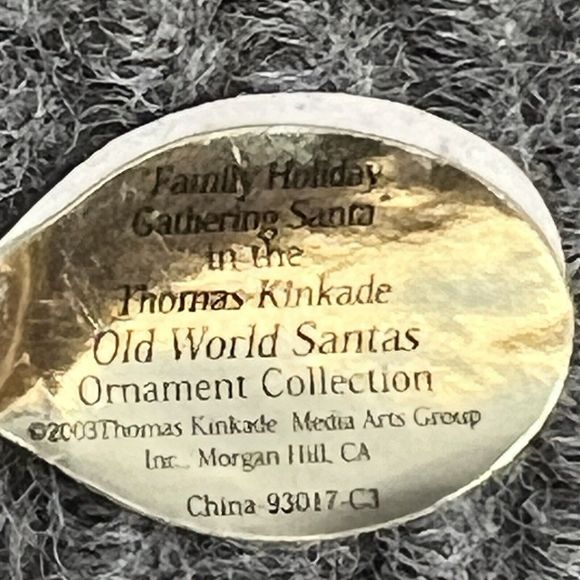 Family Holiday
Gathering Santa
in the
Thomas Kinkade
Old World Santas
Ornament Collection
©2003Thomas Kinkade Media Arts Group
Inc. Morgan Hill, CA
China 93017-C3